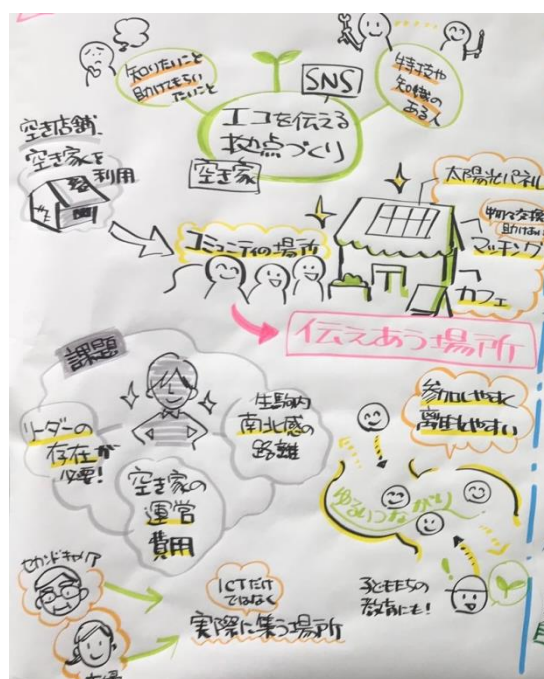 知りたいこと
助けてもらい
たいこと
SNS
特技や
知識の
ある人
エコを伝える
拠点づくり
空き家
空き店舗、
空き家を
利用
太陽光パネル
物々交換
助けあい
マッチング
カフェ
コミュニティの場所
伝えあう場所
課題
リーダーの
存在が
必要!
生駒内
南北感の
距離
空き家の
運営
費用
参加しやすく
離脱しやすい
ゆるいつながり
子どもたちの
教育にも!
セカンドキャリア
ICTだけ
ではなく
実際に集う場所